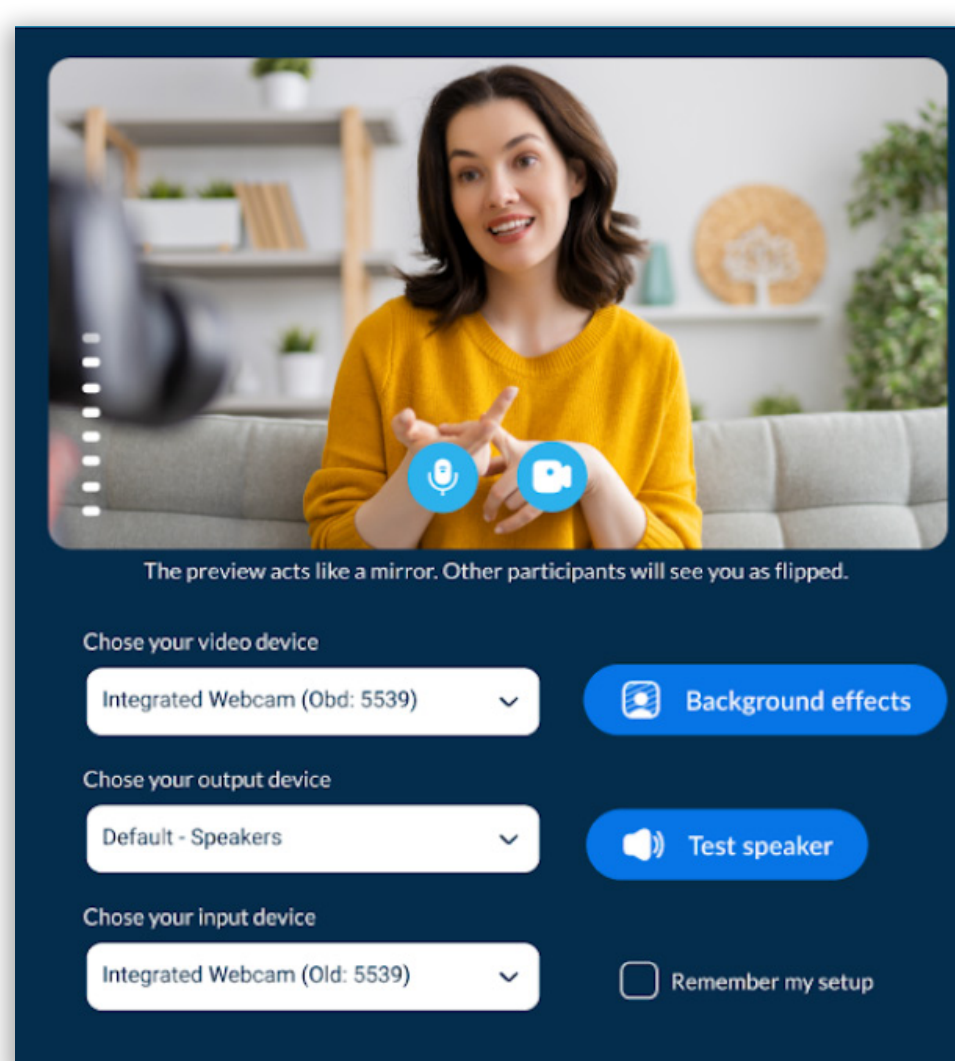 The preview acts like a mirror. Other participants will see you as flipped.
Chose your video device
Integrated Webcam (Obd: 5539)
Background effects
Chose your output device
Default - Speakers
Test speaker
Chose your input device
Integrated Webcam (Old: 5539)
Remember my setup